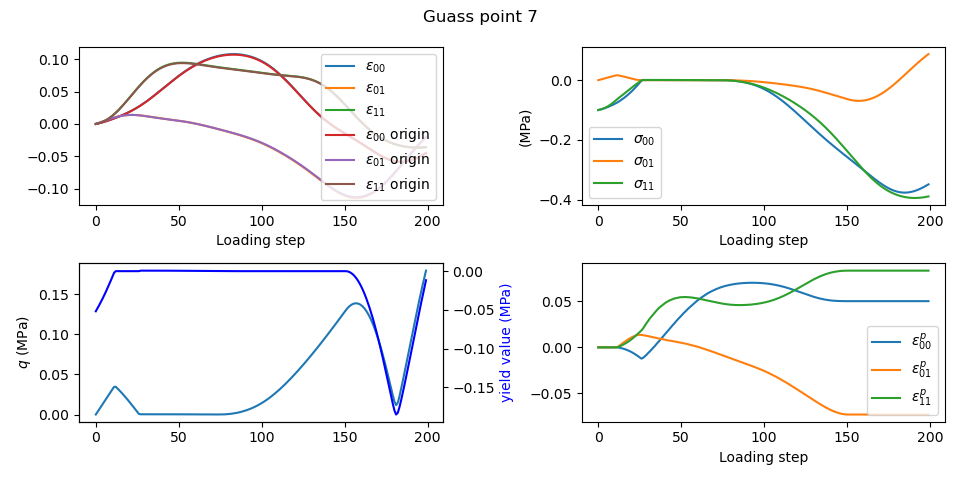 Guass point 7
0.10
0.05
0.00
−0.05
−0.10
0
50
100
150
200
Loading step
ε₀₀
ε₀₁
ε₁₁
ε₀₀ origin
ε₀₁ origin
ε₁₁ origin
(MPa)
0.0
−0.2
−0.4
0
50
100
150
200
Loading step
σ₀₀
σ₀₁
σ₁₁
q (MPa)
0.15
0.10
0.05
0.00
0
50
100
150
200
0.00
−0.05
−0.10
−0.15
yield value (MPa)
0.05
0.00
−0.05
0
50
100
150
200
Loading step
ε₀₀ᵖ
ε₀₁ᵖ
ε₁₁ᵖ